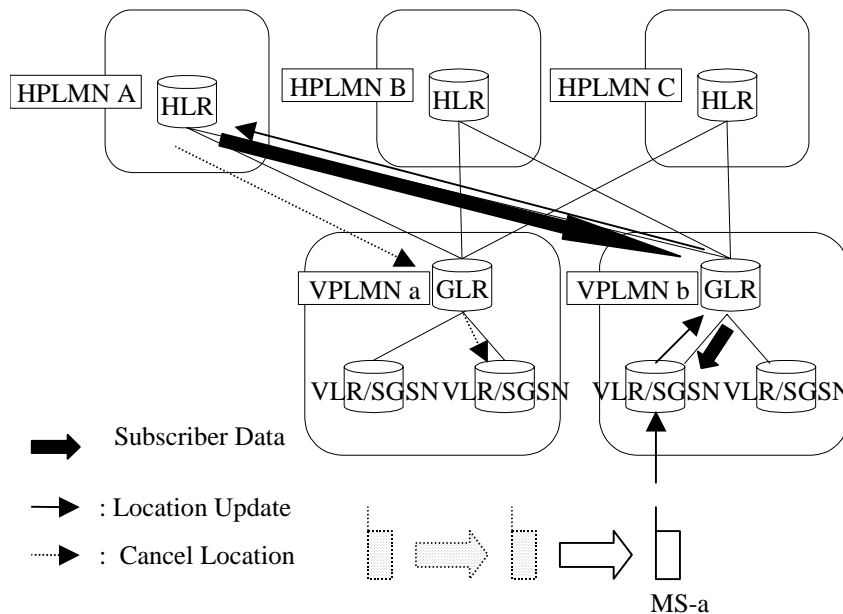 HPLMN A
HLR
HPLMN B
HLR
HPLMN C
HLR
VPLMN a
GLR
VPLMN b
GLR
VLR/SGSN
VLR/SGSN
VLR/SGSN
VLR/SGSN
Subscriber Data
: Location Update
: Cancel Location
MS-a